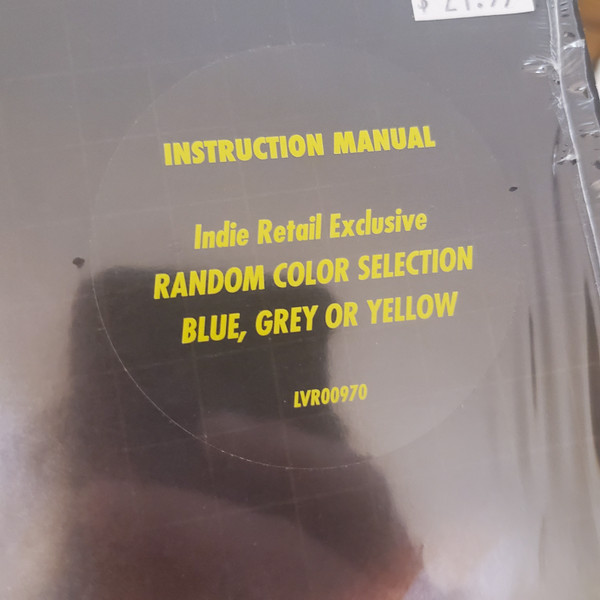 INSTRUCTION MANUAL
Indie Retail Exclusive
RANDOM COLOR SELECTION
BLUE, GREY OR YELLOW
LVR00970